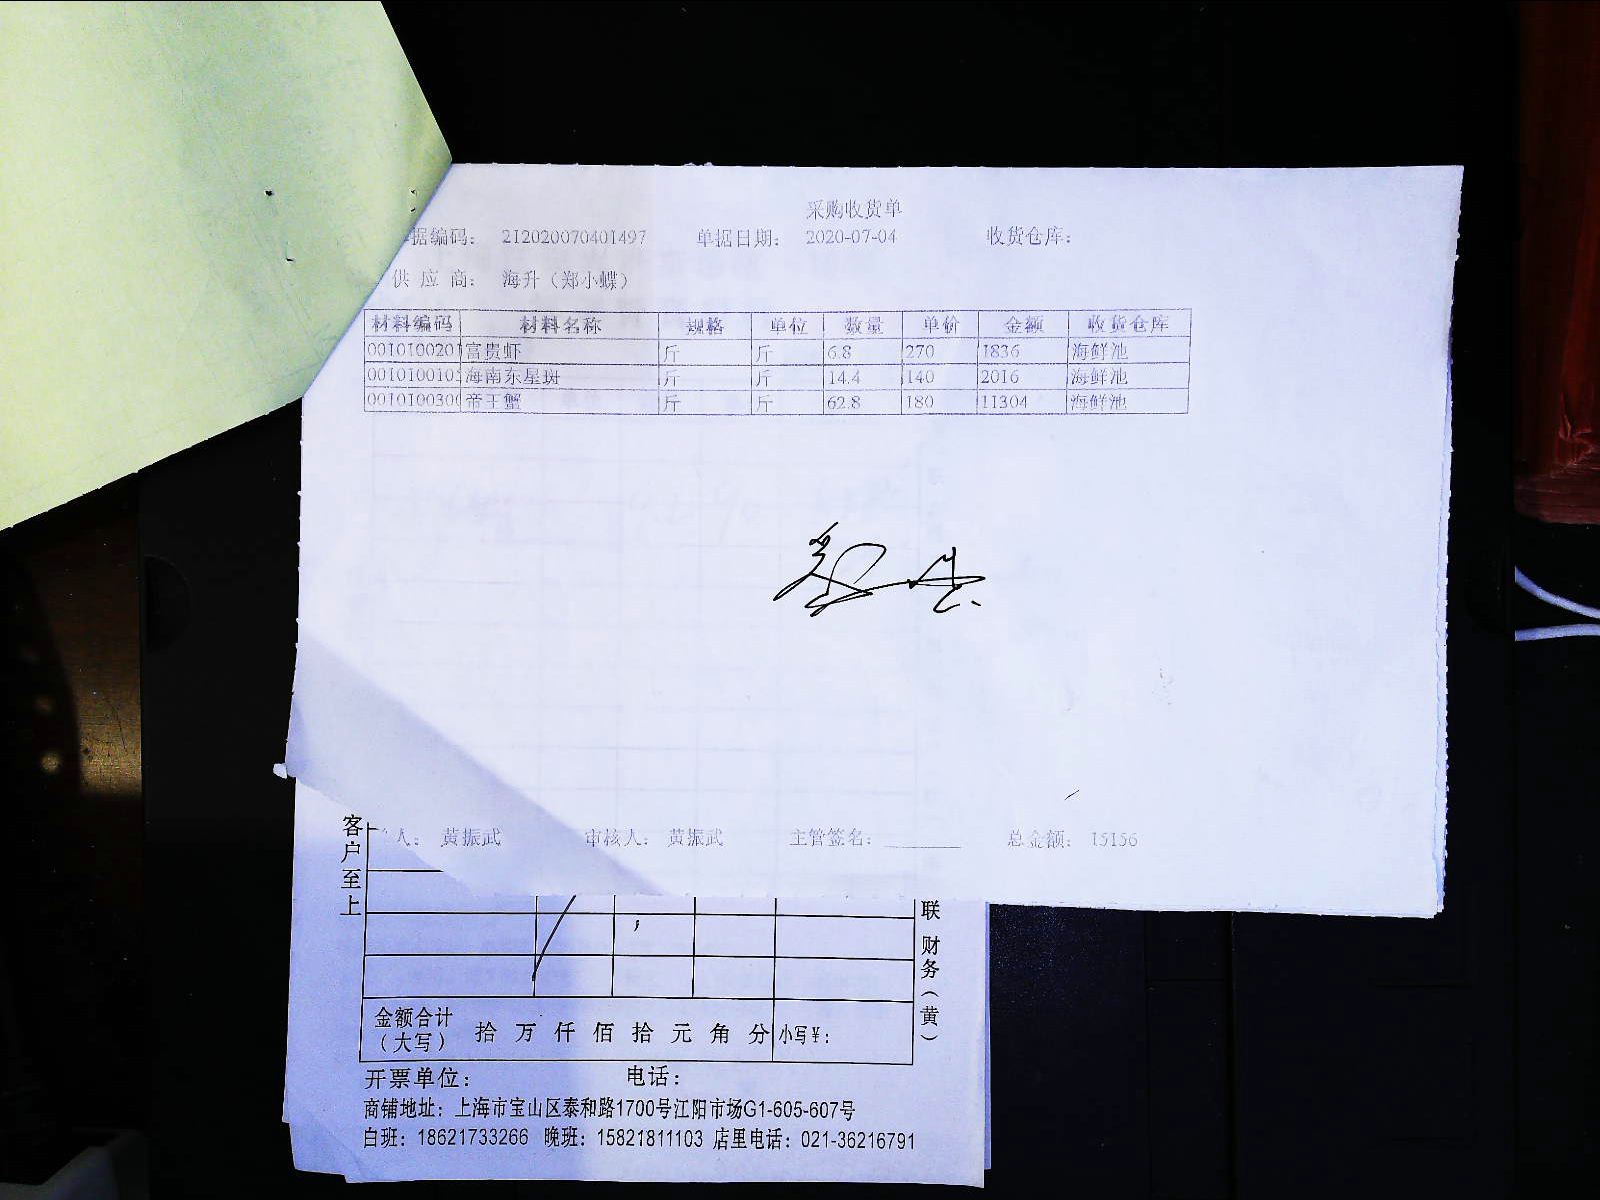 采购收货单
据编码： 212020070401497 单据日期： 2020-07-04 收货仓库：
供 应 商： 海升（郑小蝶）
材料编码 材料名称 规格 单位 数量 单价 金额 收货仓库
0010100201 富贵虾 斤 斤 6.8 270 1836 海鲜池
001010010 海南东星斑 斤 斤 14.4 140 2016 海鲜池
001010030 帝王蟹 斤 斤 62.8 180 11304 海鲜池
人： 黄振武 审核人： 黄振武 主管签名： 总金额： 15156
客户至上
联 财务（黄）
金额合计（大写） 拾 万 仟 佰 拾 元 角 分 小写￥：
开票单位： 电话：
商铺地址：上海市宝山区泰和路1700号江阳市场G1-605-607号
白班：18621733266 晚班：15821811103 店里电话：021-36216791